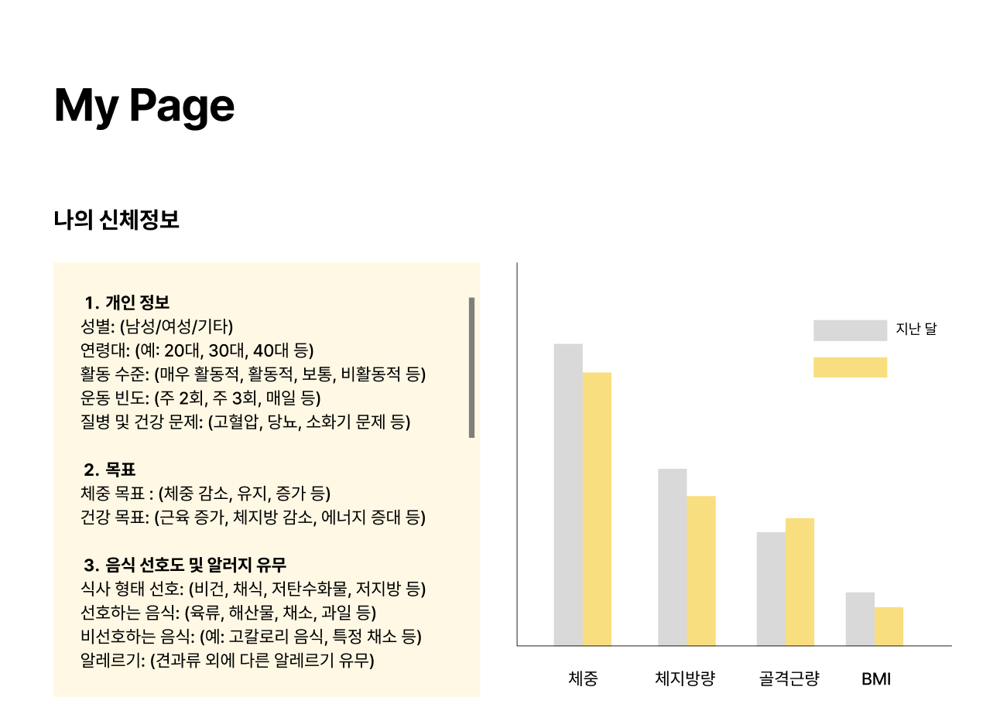 My Page
나의 신체정보
1. 개인 정보
성별: (남성/여성/기타)
연령대: (예: 20대, 30대, 40대 등)
활동 수준: (매우 활동적, 활동적, 보통, 비활동적 등)
운동 빈도: (주 2회, 주 3회, 매일 등)
질병 및 건강 문제: (고혈압, 당뇨, 소화기 문제 등)
2. 목표
체중 목표 : (체중 감소, 유지, 증가 등)
건강 목표: (근육 증가, 체지방 감소, 에너지 증대 등)
3. 음식 선호도 및 알러지 유무
식사 형태 선호: (비건, 채식, 저탄수화물, 저지방 등)
선호하는 음식: (육류, 해산물, 채소, 과일 등)
비선호하는 음식: (예: 고칼로리 음식, 특정 채소 등)
알레르기: (견과류 외에 다른 알레르기 유무)
지난 달
체중
체지방량
골격근량
BMI